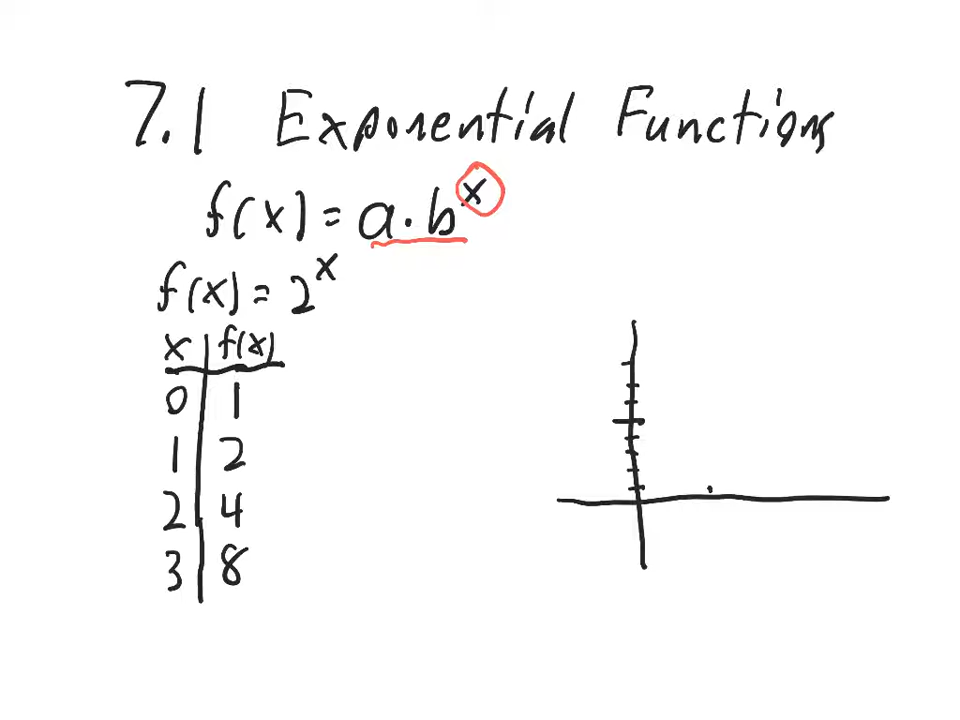 7.1 Exponential Functions
f(x) = a · b^x
f(x) = 2^x
x f(x)
0 1
1 2
2 4
3 8